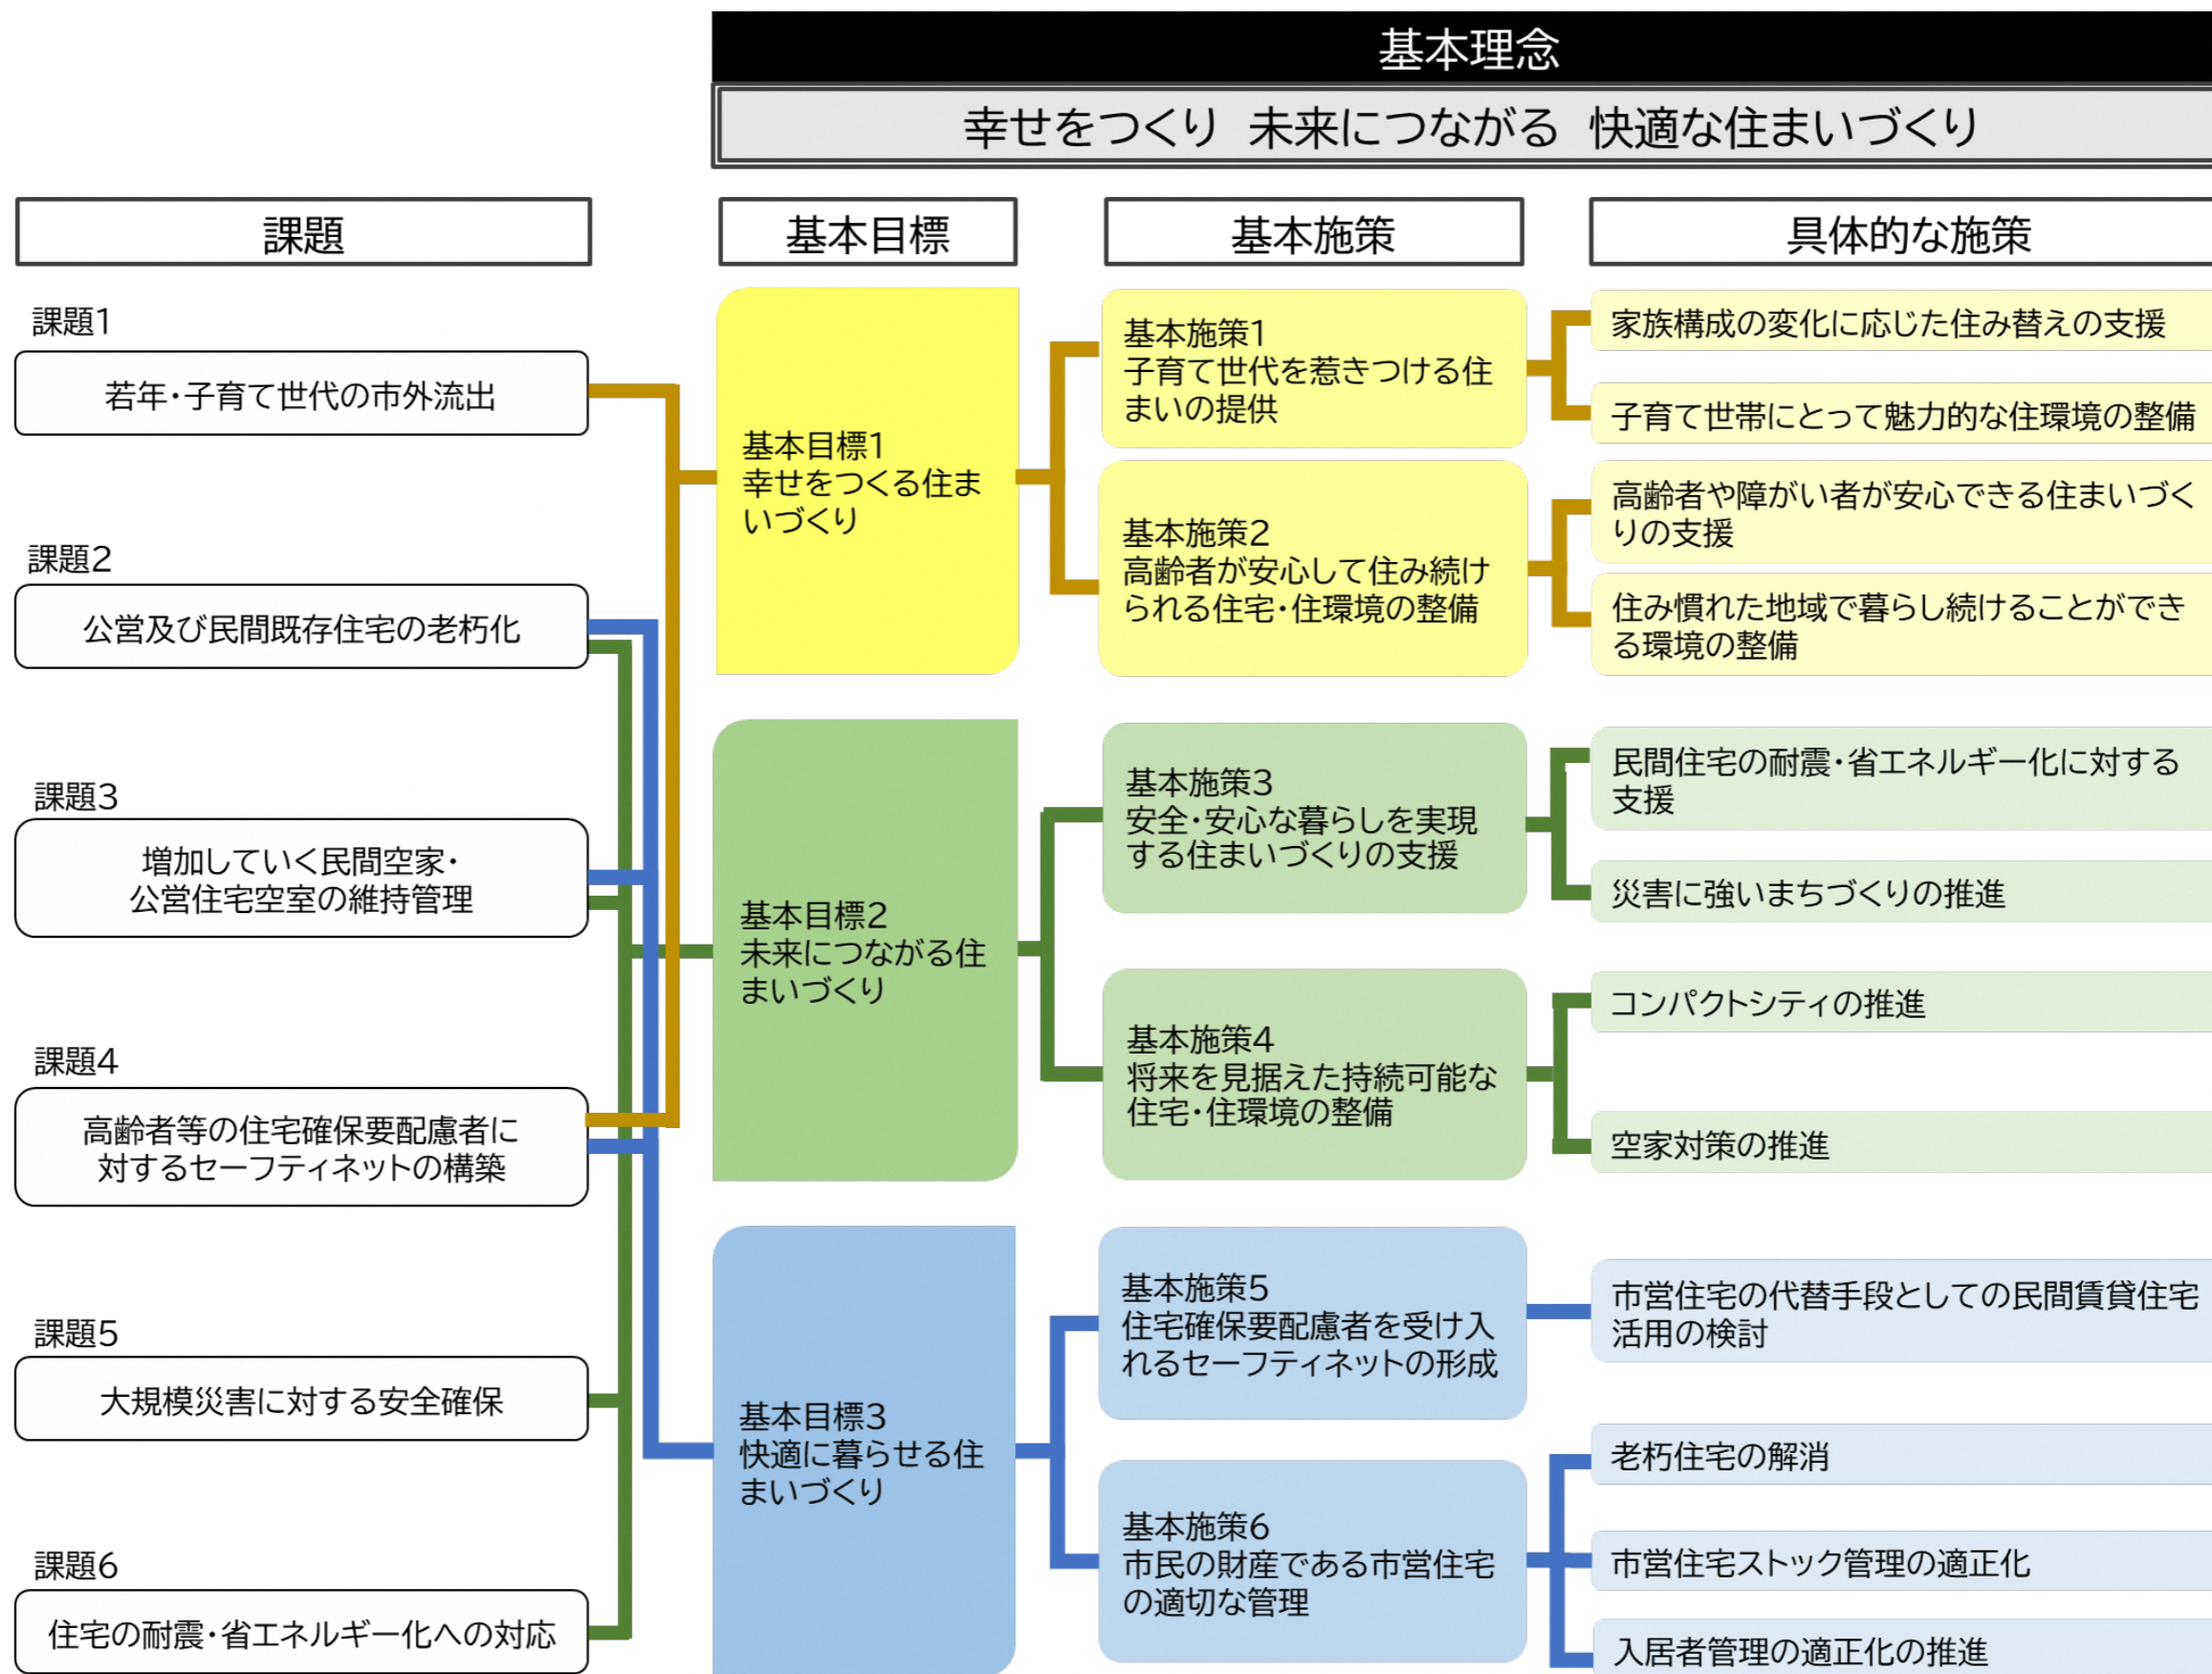 基本理念
幸せをつくり 未来につながる 快適な住まいづくり
課題
基本目標
基本施策
具体的な施策
課題1
若年・子育て世代の市外流出
課題2
公営及び民間既存住宅の老朽化
課題3
増加していく民間空家・
公営住宅空室の維持管理
課題4
高齢者等の住宅確保要配慮者に
対するセーフティネットの構築
課題5
大規模災害に対する安全確保
課題6
住宅の耐震・省エネルギー化への対応
基本目標1
幸せをつくる住ま
いづくり
基本施策1
子育て世代を惹きつける住
まいの提供
家族構成の変化に応じた住み替えの支援
子育て世帯にとって魅力的な住環境の整備
基本施策2
高齢者が安心して住み続け
られる住宅・住環境の整備
高齢者や障がい者が安心できる住まいづく
りの支援
住み慣れた地域で暮らし続けることができ
る環境の整備
基本目標2
未来につながる住
まいづくり
基本施策3
安全・安心な暮らしを実現
する住まいづくりの支援
民間住宅の耐震・省エネルギー化に対する
支援
災害に強いまちづくりの推進
基本施策4
将来を見据えた持続可能な
住宅・住環境の整備
コンパクトシティの推進
空家対策の推進
基本目標3
快適に暮らせる住
まいづくり
基本施策5
住宅確保要配慮者を受け入
れるセーフティネットの形成
市営住宅の代替手段としての民間賃貸住宅
活用の検討
基本施策6
市民の財産である市営住宅
の適切な管理
老朽住宅の解消
市営住宅ストック管理の適正化
入居者管理の適正化の推進